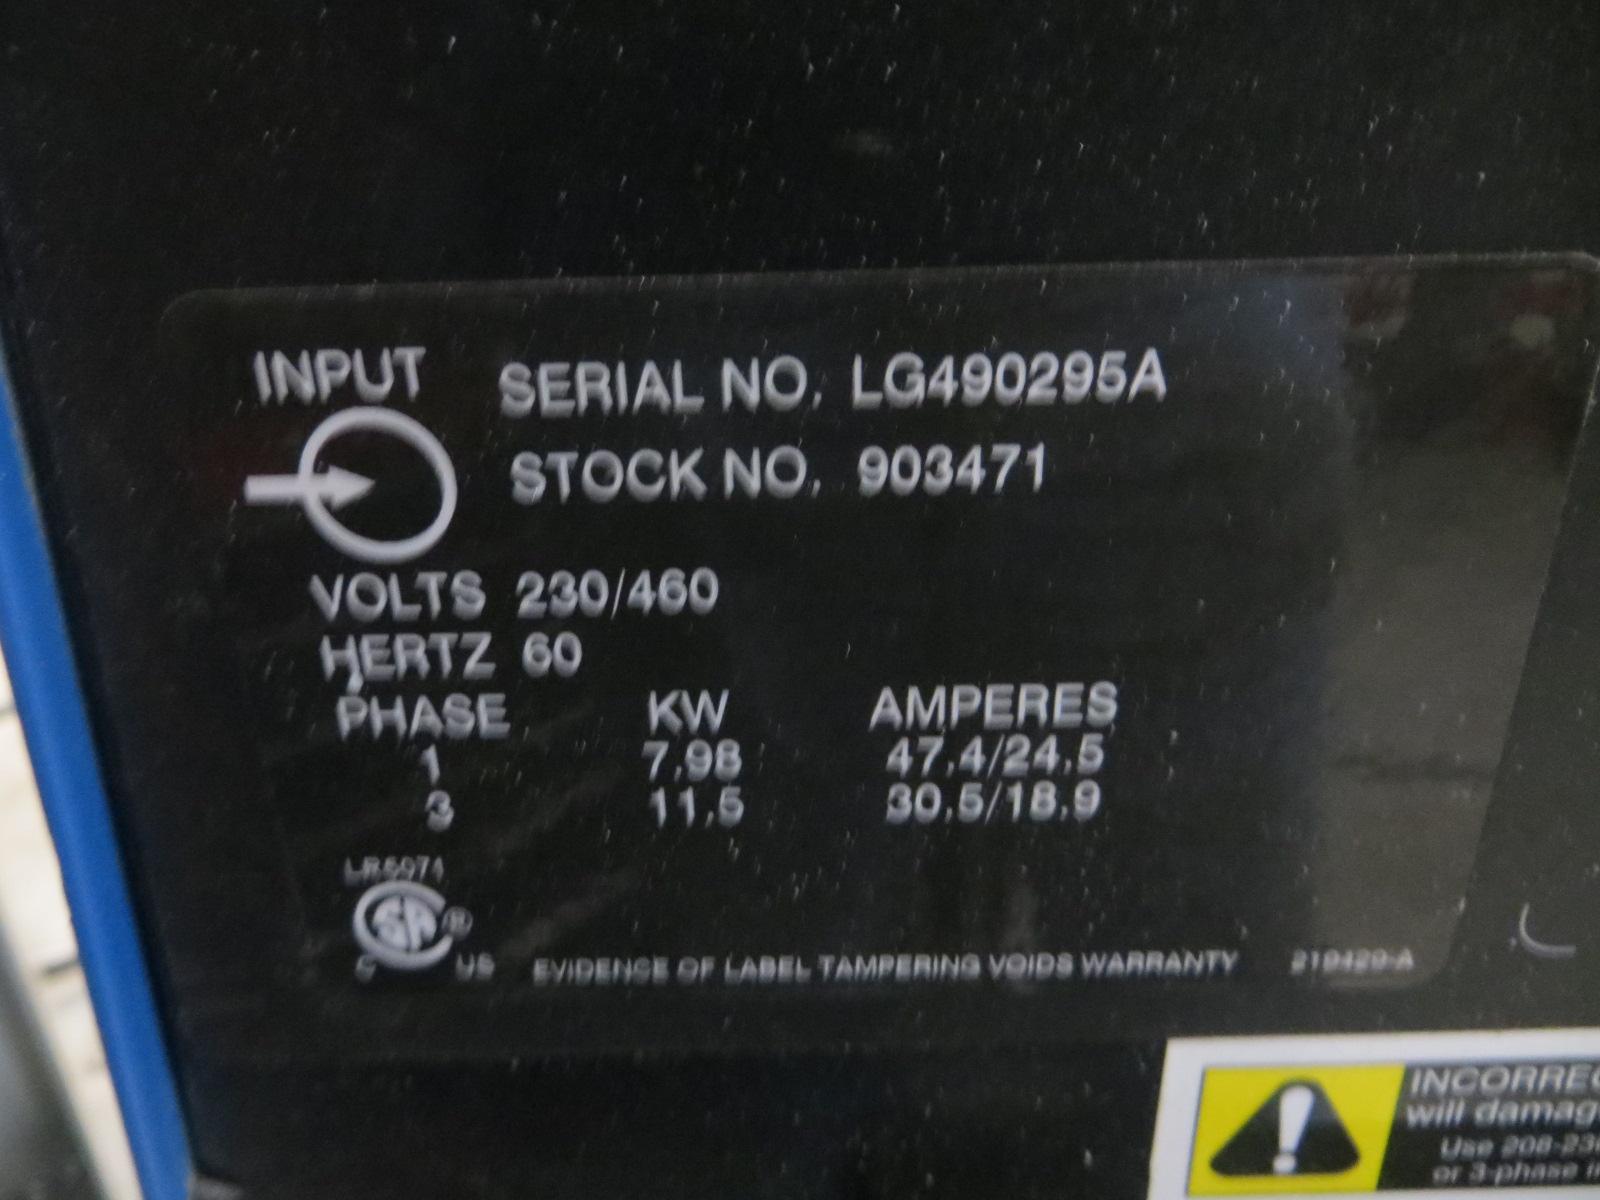 INPUT
SERIAL NO. LG490295A
STOCK NO. 903471
VOLTS 230/460
HERTZ 60
PHASE KW AMPERES
1 7.98 47.4/24.5
3 11.5 30.5/18.9
LR5074
SA ®
C US
EVIDENCE OF LABEL TAMPERING VOIDS WARRANTY 219429-A
INCORREC
will damag
Use 208-23
or 3-phase